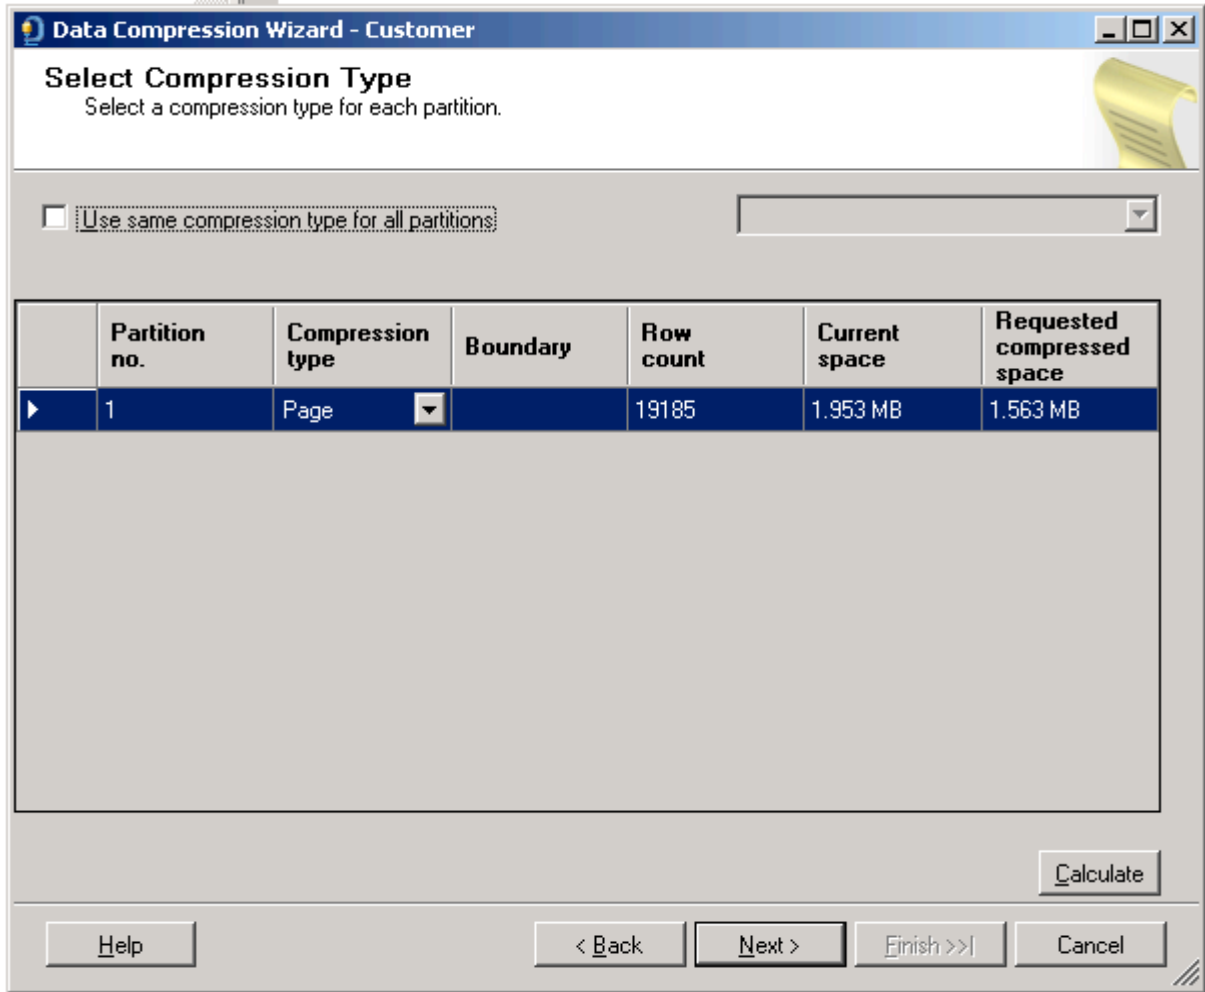 Data Compression Wizard - Customer
Select Compression Type
Select a compression type for each partition.
Use same compression type for all partitions
Partition no. Compression type Boundary Row count Current space Requested compressed space
1 Page 19185 1.953 MB 1.563 MB
Calculate
Help < Back Next > Finish >>| Cancel